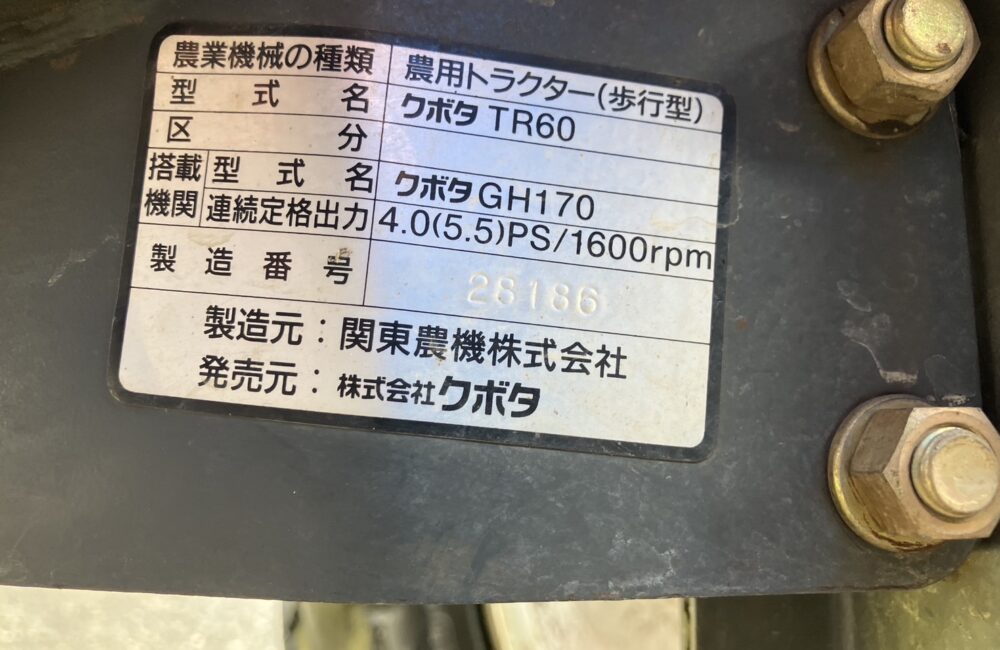 農業機械の種類 農用トラクター(歩行型)
型式名 クボタ TR60
区分
搭載機関 型式名 クボタ GH170
連続定格出力 4.0(5.5)PS/1600rpm
製造番号 28186
製造元：関東農機株式会社
発売元：株式会社クボタ